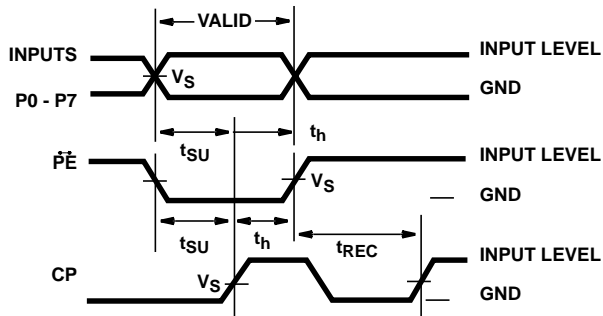 VALID
INPUTS
INPUT LEVEL
VS
GND
P0 - P7
tSU
th
PE
INPUT LEVEL
VS
GND
tSU
th
tREC
CP
INPUT LEVEL
VS
GND